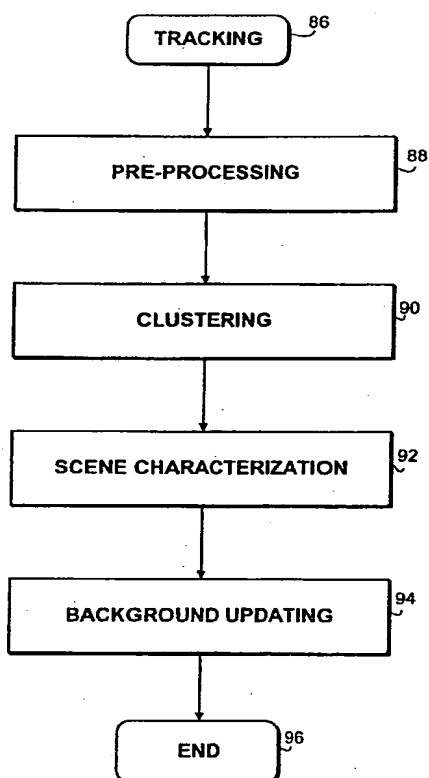 TRACKING 86
PRE-PROCESSING 88
CLUSTERING 90
SCENE CHARACTERIZATION 92
BACKGROUND UPDATING 94
END 96